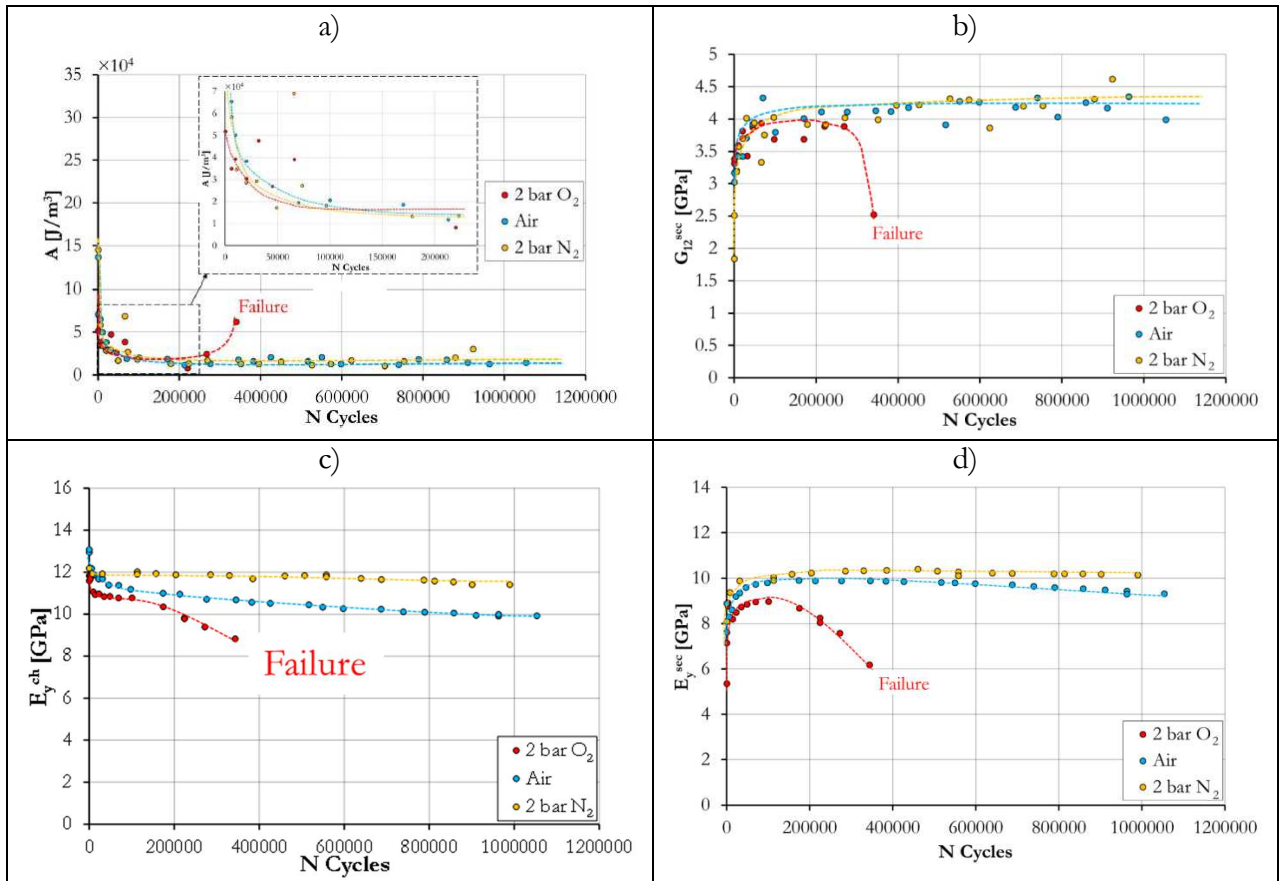 a)
×10⁴
35
30
25
20
15
10
5
0
A [J/m³]
0 200000 400000 600000 800000 1000000 1200000
N Cycles
×10⁴
7
6
5
4
3
2
1
0
A [J/m³]
0 50000 100000 150000 200000
N Cycles
Failure
2 bar O₂
Air
2 bar N₂
b)
5
4.5
4
3.5
3
2.5
2
1.5
1
0.5
0
G₁₂ˢᵉᶜ [GPa]
0 200000 400000 600000 800000 1000000 1200000
N Cycles
Failure
2 bar O₂
Air
2 bar N₂
c)
16
14
12
10
8
6
4
2
0
E_y^ch [GPa]
0 200000 400000 600000 800000 1000000 1200000
N Cycles
Failure
2 bar O₂
Air
2 bar N₂
d)
14
12
10
8
6
4
2
0
E_y^sec [GPa]
0 200000 400000 600000 800000 1000000 1200000
N Cycles
Failure
2 bar O₂
Air
2 bar N₂